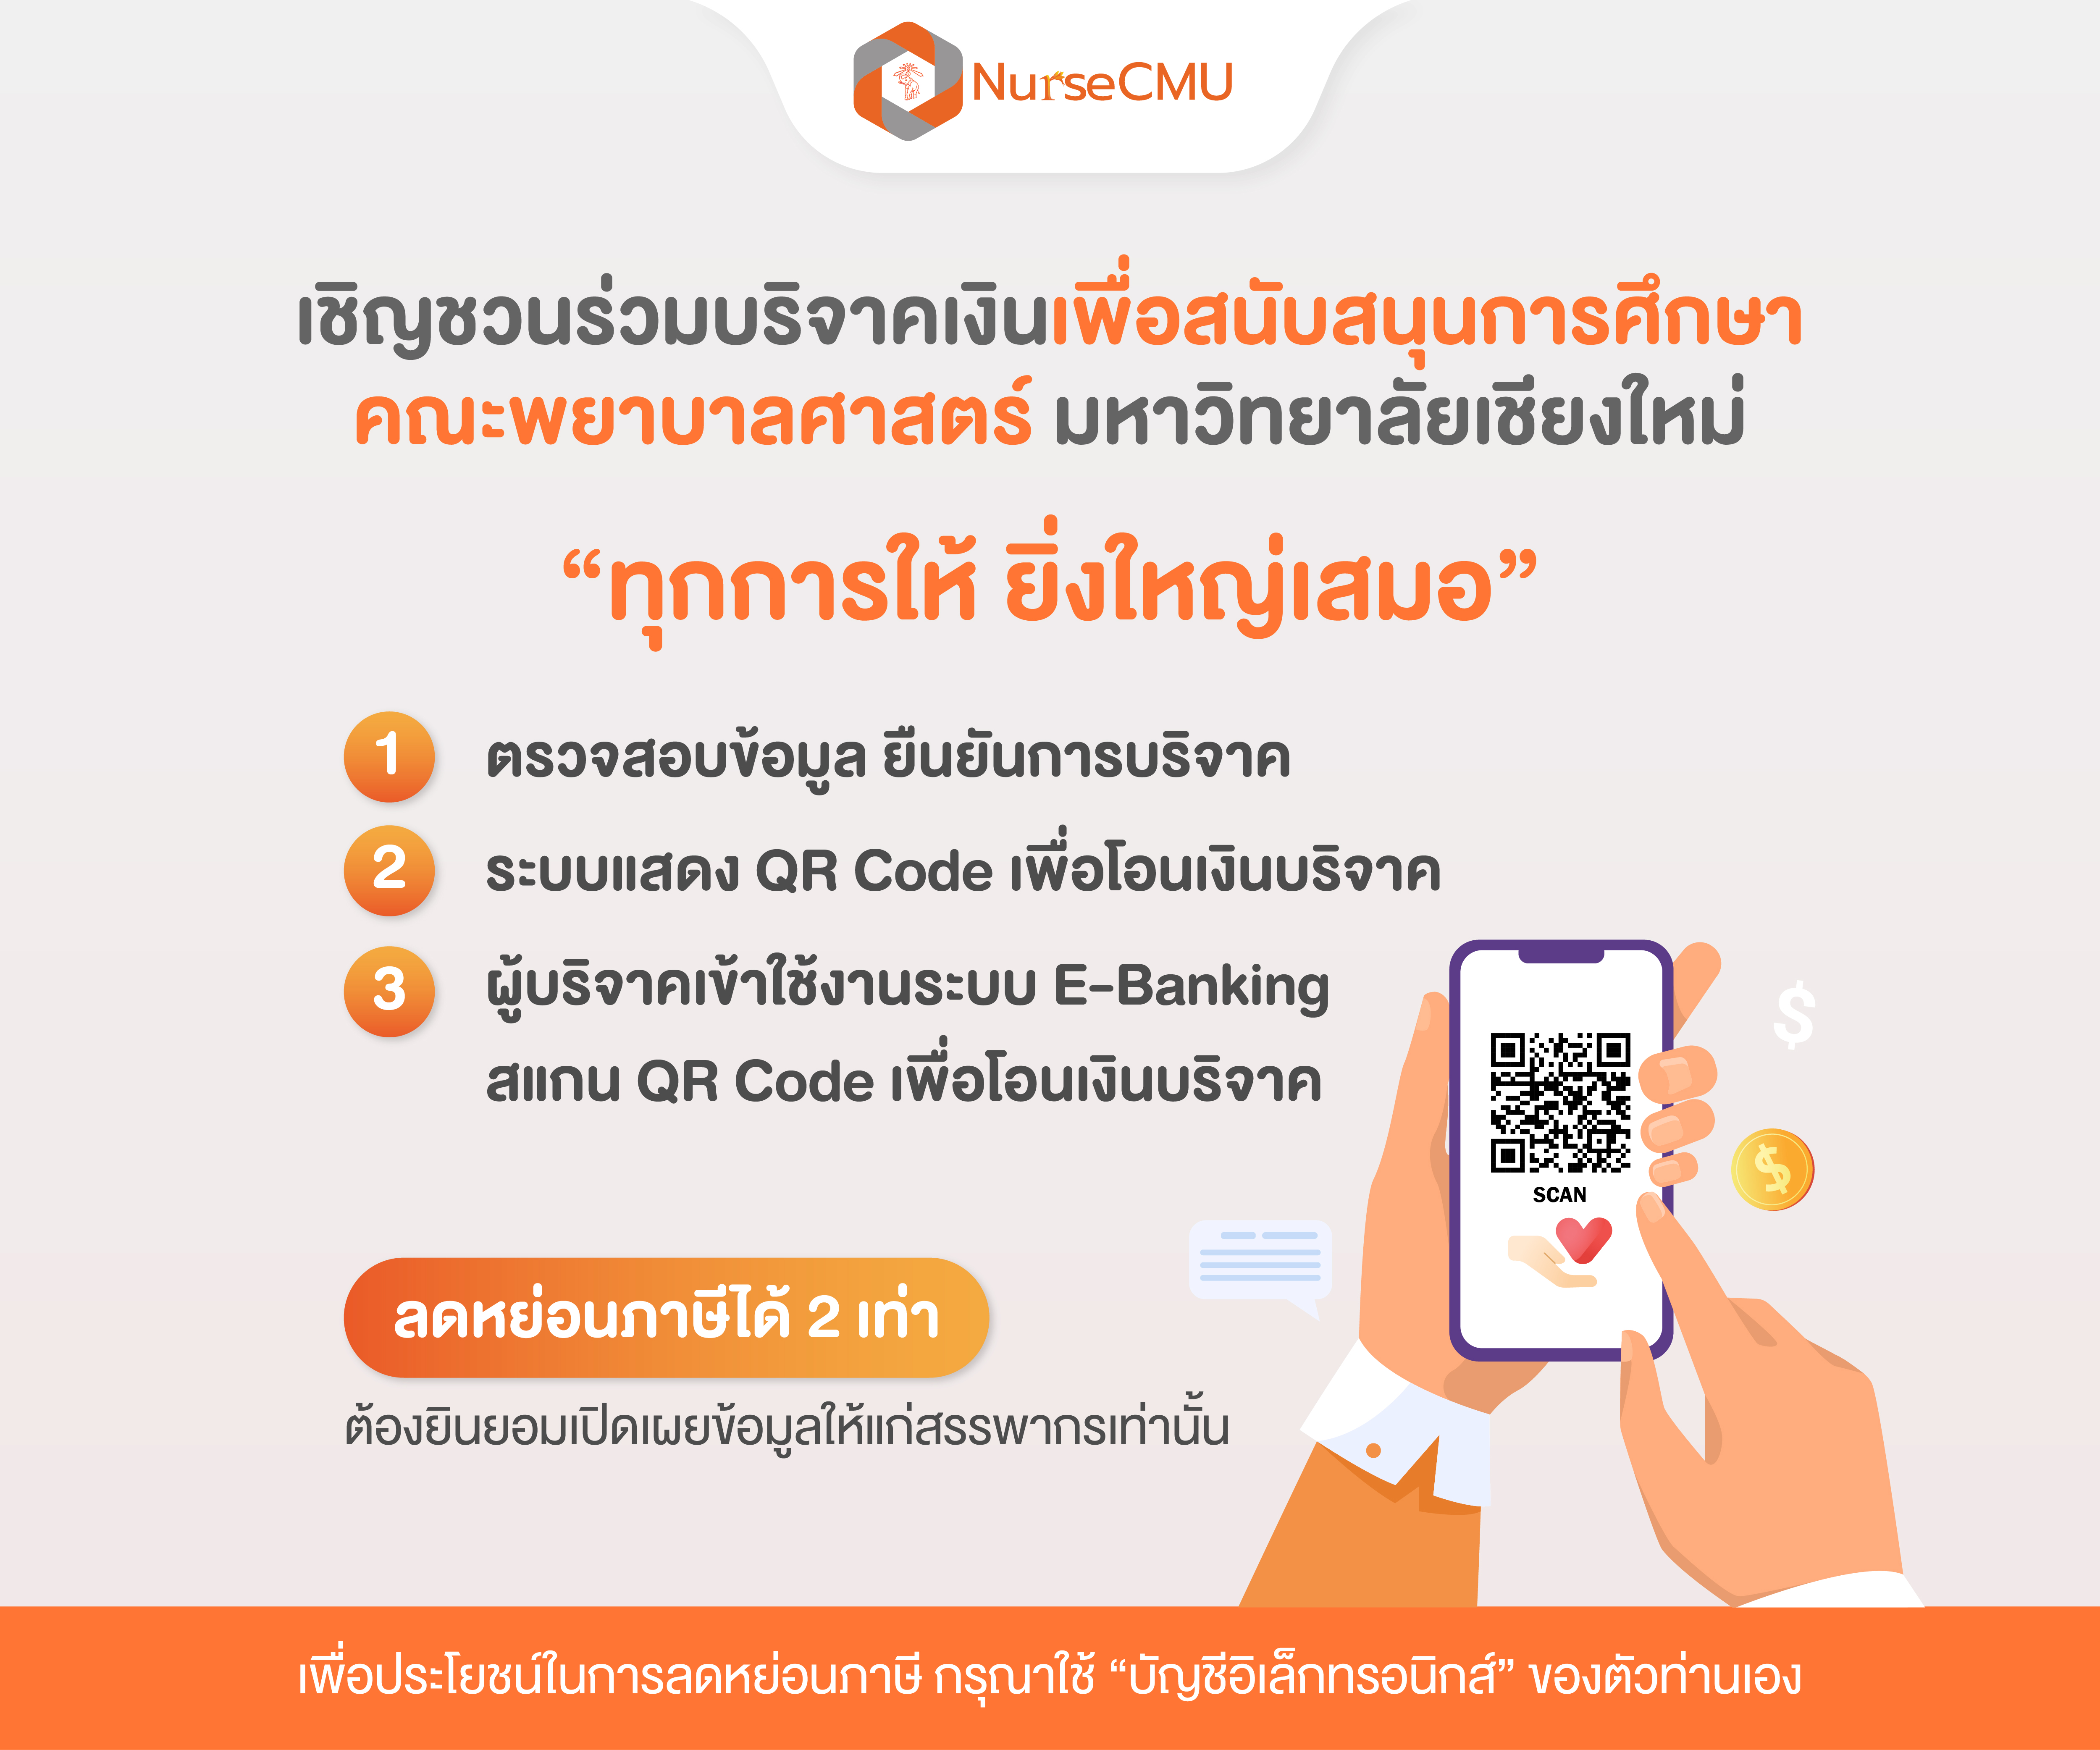 NurseCMU
เชิญชวนร่วมบริจาคเงินเพื่อสนับสนุนการศึกษา
คณะพยาบาลศาสตร์ มหาวิทยาลัยเชียงใหม่
“ทุกการให้ ยิ่งใหญ่เสมอ”
1 ตรวจสอบข้อมูล ยืนยันการบริจาค
2 ระบบแสดง QR Code เพื่อโอนเงินบริจาค
3 ผู้บริจาคเข้าใช้งานระบบ E-Banking
สแกน QR Code เพื่อโอนเงินบริจาค
$
$
SCAN
ลดหย่อนภาษีได้ 2 เท่า
ต้องยินยอมเปิดเผยข้อมูลให้แก่สรรพากรเท่านั้น
เพื่อประโยชน์ในการลดหย่อนภาษี กรุณาใช้ “บัญชีอิเล็กทรอนิกส์” ของตัวท่านเอง